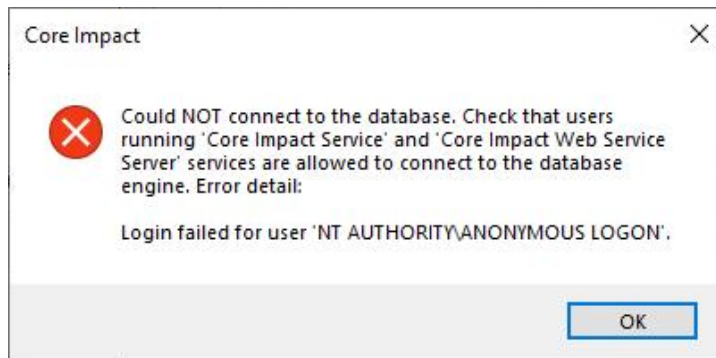 Core Impact
Could NOT connect to the database. Check that users
running 'Core Impact Service' and 'Core Impact Web Service
Server' services are allowed to connect to the database
engine. Error detail:
Login failed for user 'NT AUTHORITY\ANONYMOUS LOGON'.
OK